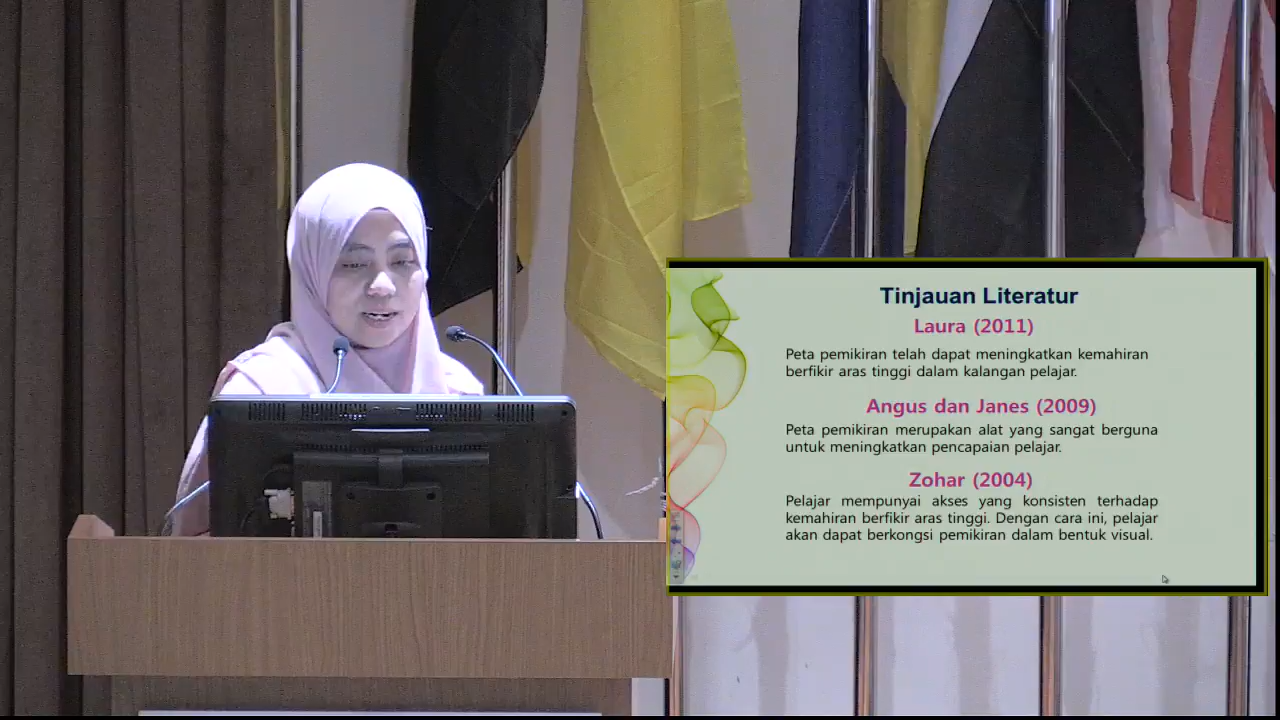 Tinjauan Literatur
Laura (2011)
Peta pemikiran telah dapat meningkatkan kemahiran
berfikir aras tinggi dalam kalangan pelajar.
Angus dan Janes (2009)
Peta pemikiran merupakan alat yang sangat berguna
untuk meningkatkan pencapaian pelajar.
Zohar (2004)
Pelajar mempunyai akses yang konsisten terhadap
kemahiran berfikir aras tinggi. Dengan cara ini, pelajar
akan dapat berkongsi pemikiran dalam bentuk visual.